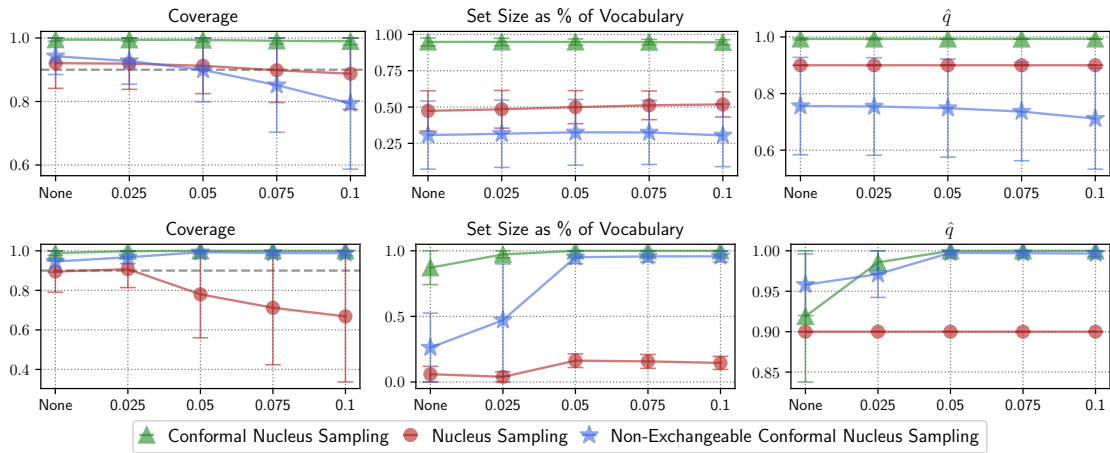 Coverage
1.0
0.8
0.6
None 0.025 0.05 0.075 0.1
Set Size as % of Vocabulary
1.00
0.75
0.50
0.25
None 0.025 0.05 0.075 0.1
q̂
1.0
0.8
0.6
None 0.025 0.05 0.075 0.1
Coverage
1.0
0.8
0.6
0.4
None 0.025 0.05 0.075 0.1
Set Size as % of Vocabulary
1.0
0.5
0.0
None 0.025 0.05 0.075 0.1
q̂
1.00
0.95
0.90
0.85
None 0.025 0.05 0.075 0.1
Conformal Nucleus Sampling Nucleus Sampling Non-Exchangeable Conformal Nucleus Sampling